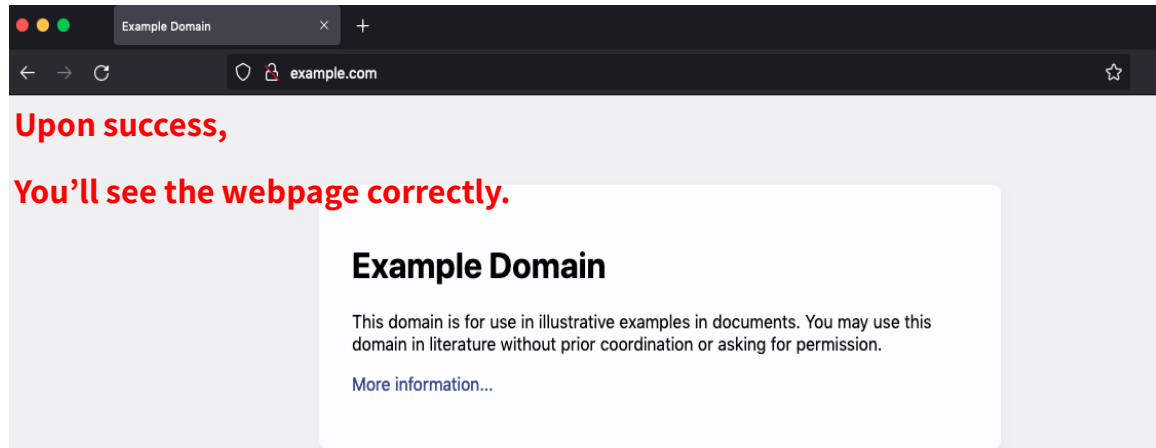 Example Domain
example.com
Upon success,
You’ll see the webpage correctly.
Example Domain
This domain is for use in illustrative examples in documents. You may use this
domain in literature without prior coordination or asking for permission.
More information...